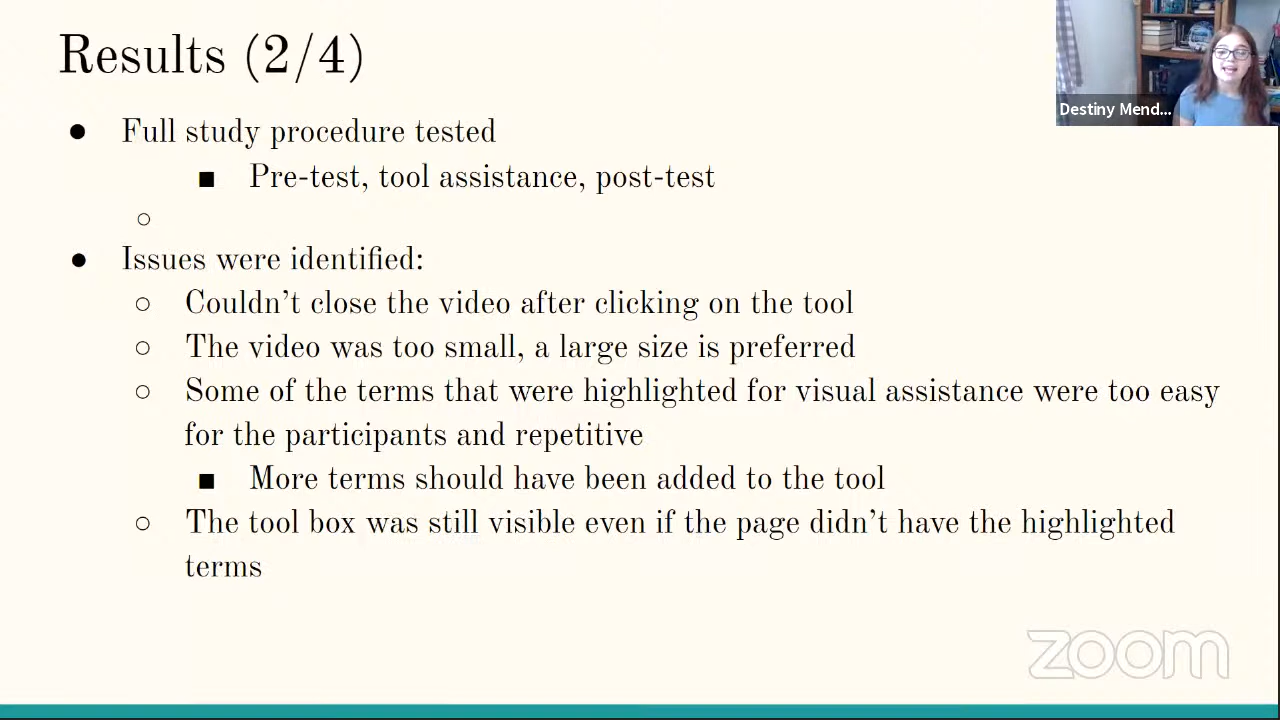 Results (2/4)
Destiny Mend...
● Full study procedure tested
■ Pre-test, tool assistance, post-test
○
● Issues were identified:
○ Couldn't close the video after clicking on the tool
○ The video was too small, a large size is preferred
○ Some of the terms that were highlighted for visual assistance were too easy
for the participants and repetitive
■ More terms should have been added to the tool
○ The tool box was still visible even if the page didn't have the highlighted
terms
zoom